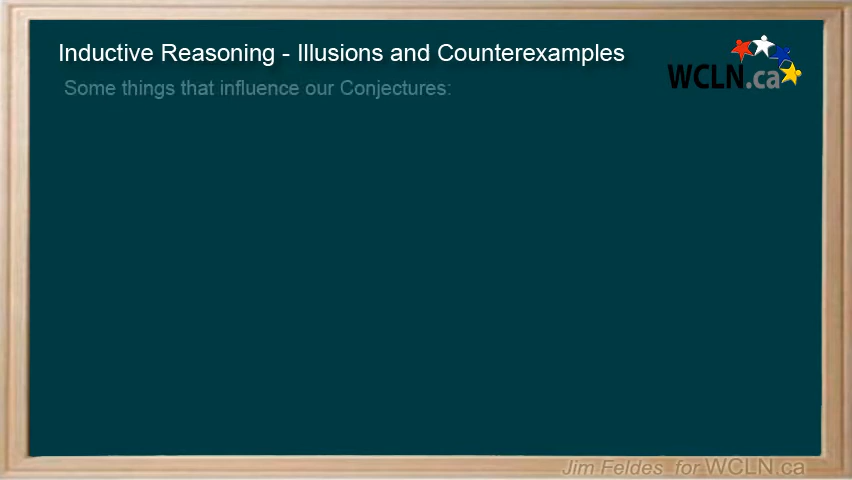 Inductive Reasoning - Illusions and Counterexamples
Some things that influence our Conjectures:
WCLN.ca
Jim Feldes for WCLN.ca